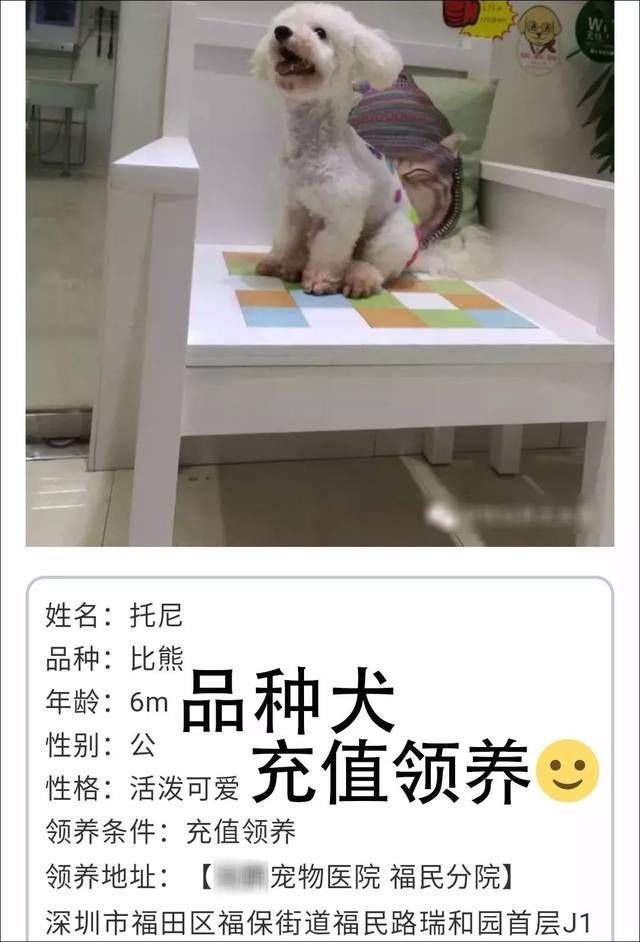 Wi
姓名：托尼
品种：比熊
年龄：6m
性别：公
性格：活泼可爱
品种犬
充值领养
领养条件：充值领养
领养地址：【宠物医院 福民分院】
深圳市福田区福保街道福民路瑞和园首层J1